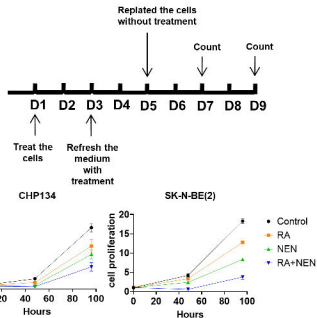 Replated the cells
without treatment
Count
Count
D1 D2 D3 D4 D5 D6 D7 D8 D9
Treat the
cells
Refresh the
medium
with
treatment
CHP134
SK-N-BE(2)
cell proliferation
20
15
10
5
0
Control
RA
NEN
RA+NEN
20 40 60 80 100
0 20 40 60 80 100
Hours
Hours